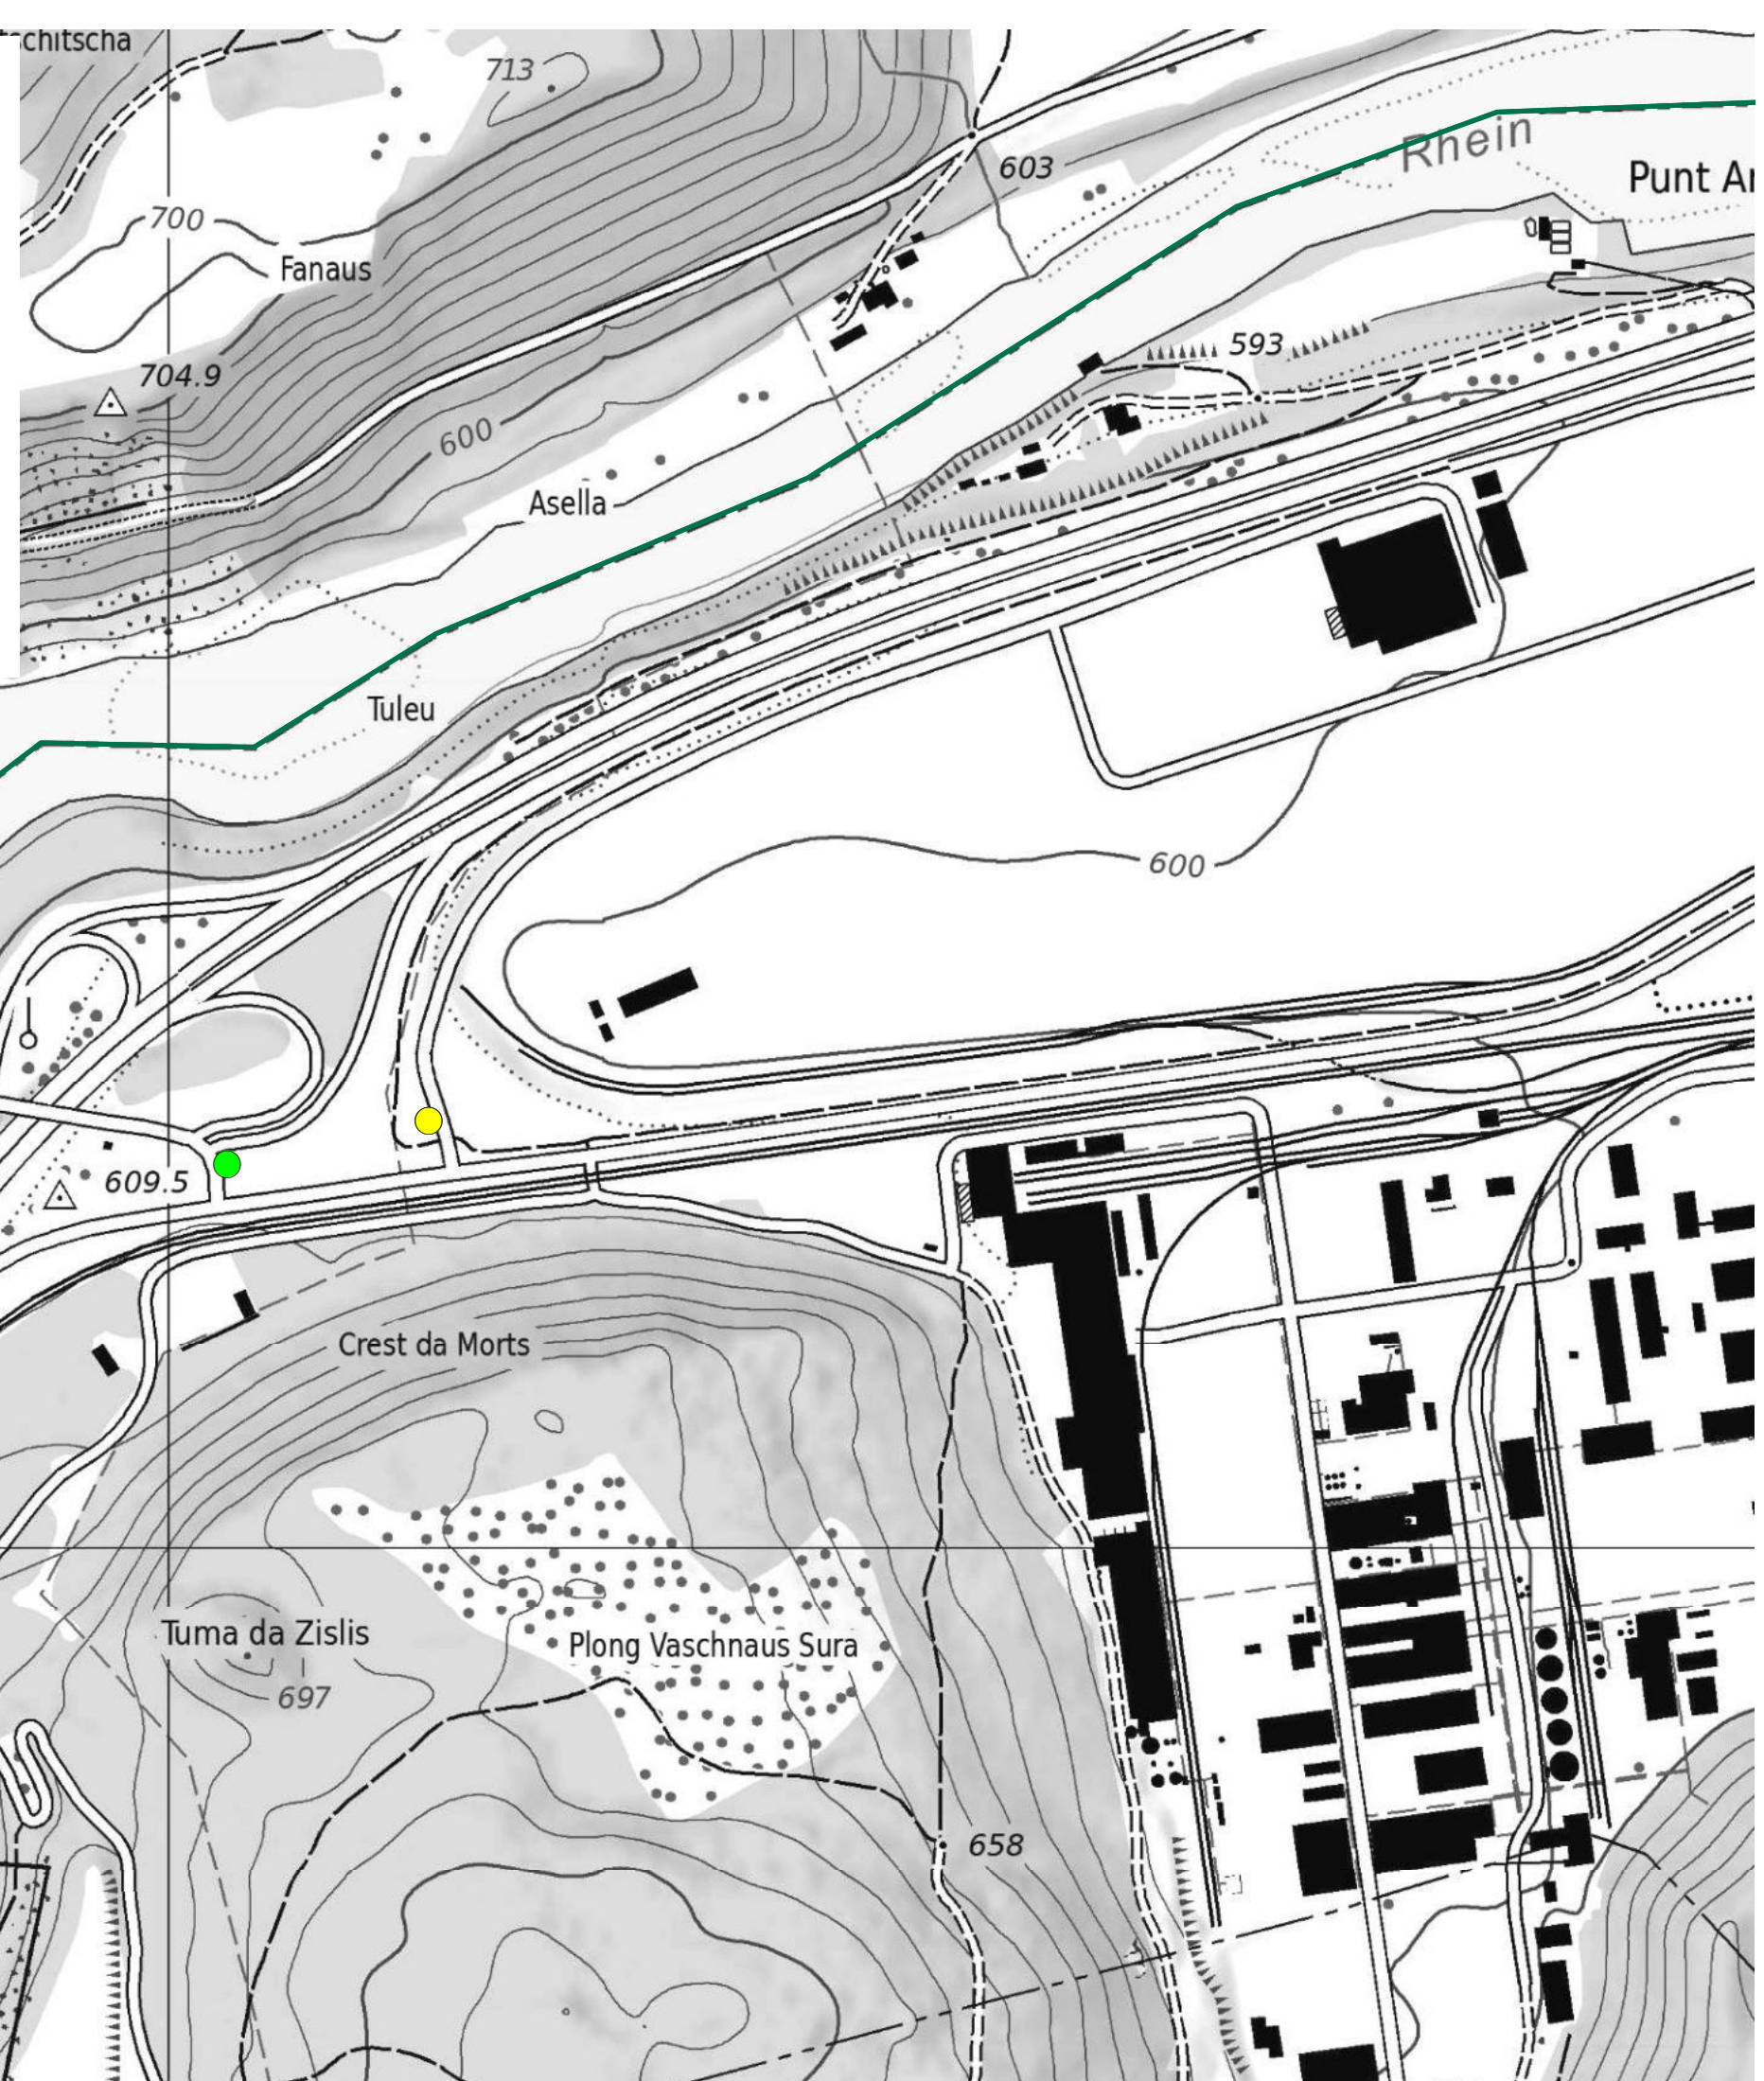 713
Rhein
603
Punt
700
Fanaus
593
704.9
600
Asella
Tuleu
600
609.5
Crest da Morts
Tuma da Zislis
Plong Vaschnaus Sura
697
658